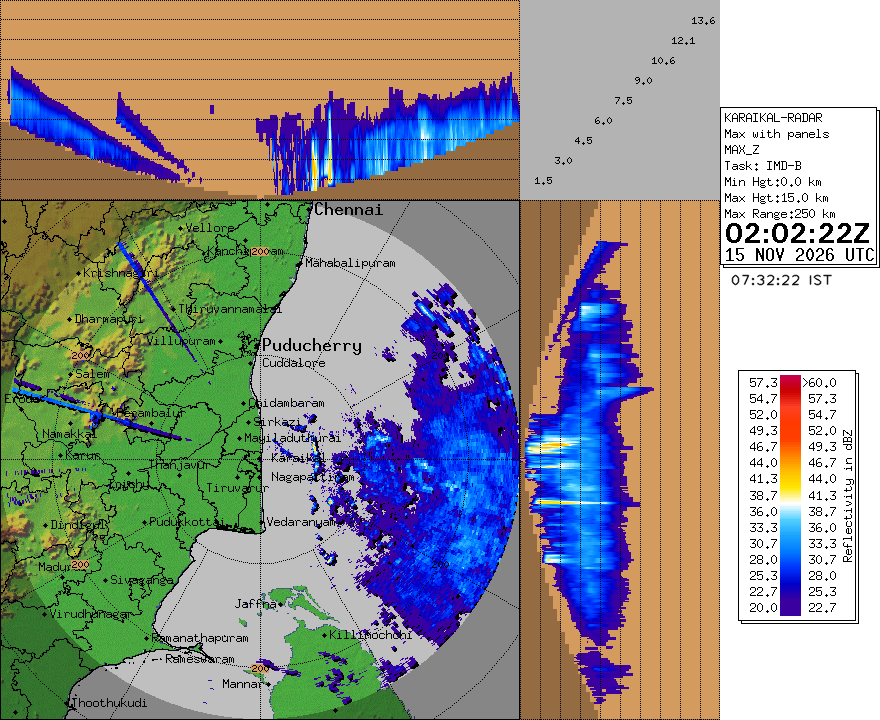 13.6
12.1
10.6
9.0
7.5
6.0
4.5
3.0
1.5
KARAIKAL-RADAR
Max with panels
MAX_Z
Task: IMD-B
Min Hgt:0.0 km
Max Hgt:15.0 km
Max Range:250 km
02:02:22Z
15 NOV 2026 UTC
07:32:22 IST
Chennai
Vellore
200
Mahabalipuram
Krishnagiri
Thiruvannamalai
Dharmapuri
Villupuram
Puducherry
200
Cuddalore
Salem
Chidambaram
Perambalur
Sirkazi
Namakkal
Mayiladuthurai
Karur
Karaikal
Thanjavur
Nagapattinam
Tiruvarur
Dindigul
Pudukkottai
Vedaranyam
200
Sivaganga
Jaffna
Virudhunagar
Killinochchi
Ramanathapuram
Rameswaram
200
Mannar
Thoothukudi
57.3 >60.0
54.7 57.3
52.0 54.7
49.3 52.0
46.7 49.3
44.0 46.7
41.3 44.0
38.7 41.3
36.0 38.7
33.3 36.0
30.7 33.3
28.0 30.7
25.3 28.0
22.7 25.3
20.0 22.7
Reflectivity in dBZ